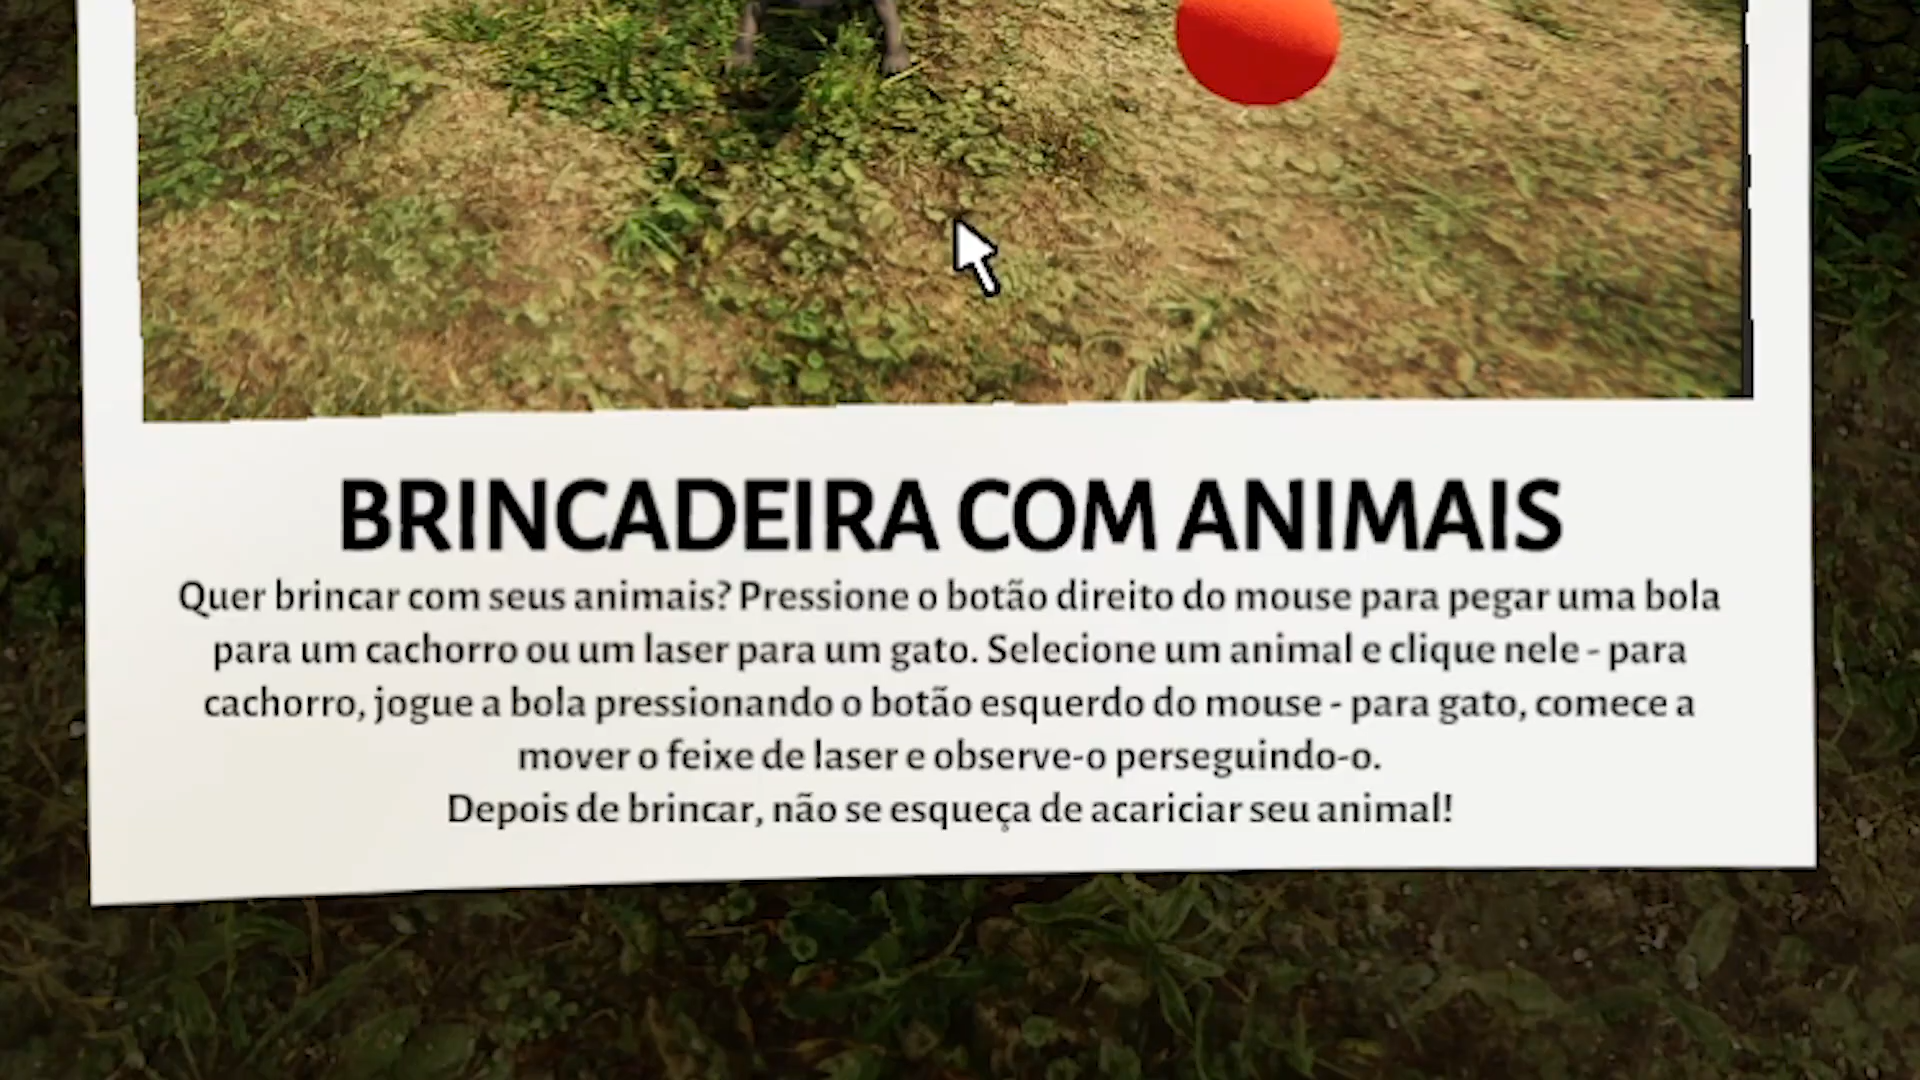 BRINCADEIRA COM ANIMAIS
Quer brincar com seus animais? Pressione o botão direito do mouse para pegar uma bola
para um cachorro ou um laser para um gato. Selecione um animal e clique nele - para
cachorro, jogue a bola pressionando o botão esquerdo do mouse - para gato, comece a
mover o feixe de laser e observe-o perseguindo-o.
Depois de brincar, não se esqueça de acariciar seu animal!